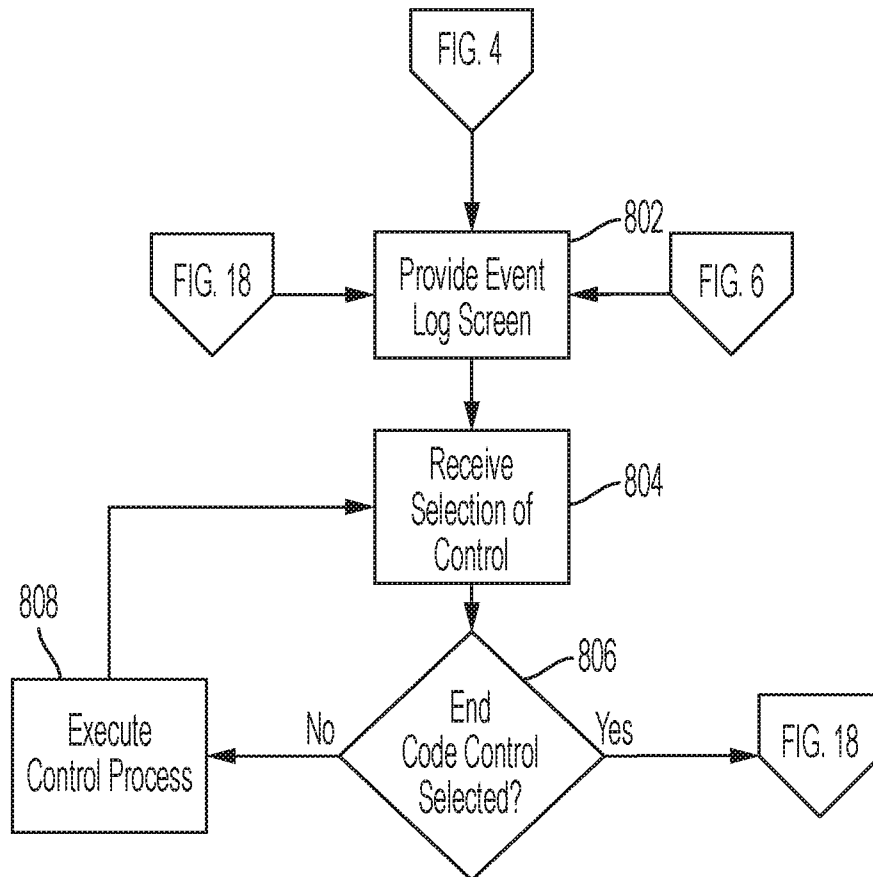 FIG. 4
802
FIG. 18
Provide Event
Log Screen
FIG. 6
Receive
Selection of
Control
804
808
806
Execute
Control Process
No
End
Code Control
Selected?
Yes
FIG. 18